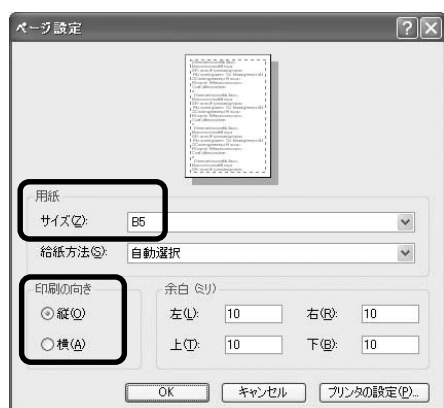 ページ設定
用紙
サイズ(Z): B5
給紙方法(S): 自動選択
印刷の向き
縦(O)
横(A)
余白 (ミリ)
左(L): 10 右(R): 10
上(T): 10 下(B): 10
OK キャンセル プリンタの設定(P)...